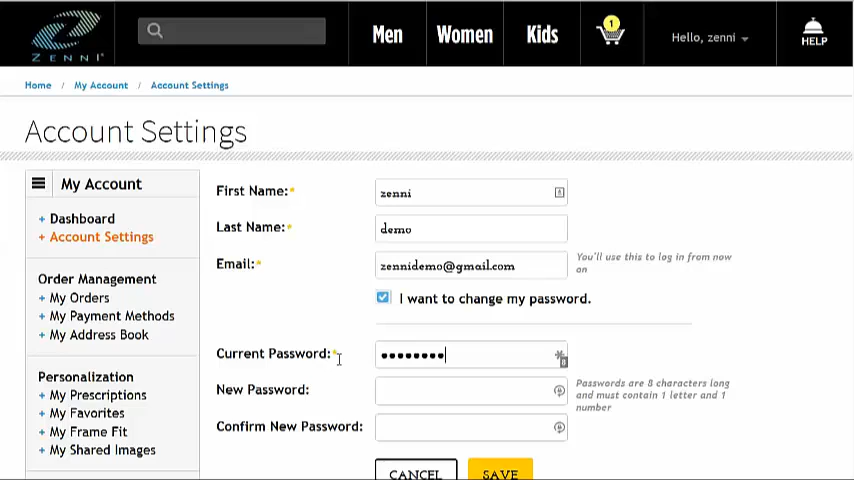 ZENNI
Men
Women
Kids
1
Hello, zenni
HELP
Home / My Account / Account Settings
Account Settings
My Account
+ Dashboard
+ Account Settings
Order Management
+ My Orders
+ My Payment Methods
+ My Address Book
Personalization
+ My Prescriptions
+ My Favorites
+ My Frame Fit
+ My Shared Images
First Name:*
zenni
Last Name:*
demo
Email:*
zennidemo@gmail.com
You'll use this to log in from now
on
I want to change my password.
Current Password:*
••••••••
8
New Password:
Passwords are 8 characters long
and must contain 1 letter and 1
number
Confirm New Password:
CANCEL
SAVE